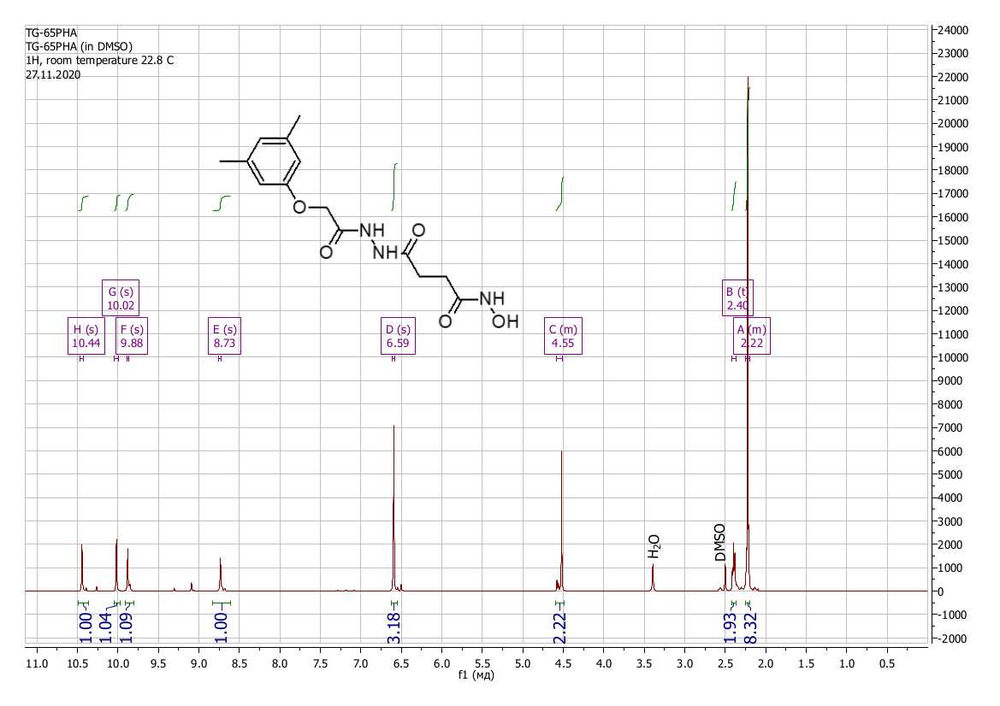 TG-65PHA
TG-65PHA (in DMSO)
1H, room temperature 22.8 C
27.11.2020
24000
23000
22000
21000
20000
19000
18000
17000
16000
15000
14000
13000
12000
11000
10000
9000
8000
7000
6000
5000
4000
3000
2000
1000
0
-1000
-2000
O
O
NH
NH
O
O
NH
OH
G (s)
10.02
H (s)
10.44
F (s)
9.88
E (s)
8.73
D (s)
6.59
C (m)
4.55
B (t)
2.40
A (m)
2.22
H₂O
DMSO
1.00
1.04
1.09
1.00
3.18
2.22
1.93
8.32
11.0 10.5 10.0 9.5 9.0 8.5 8.0 7.5 7.0 6.5 6.0 5.5 5.0 4.5 4.0 3.5 3.0 2.5 2.0 1.5 1.0 0.5
f1 (мд)